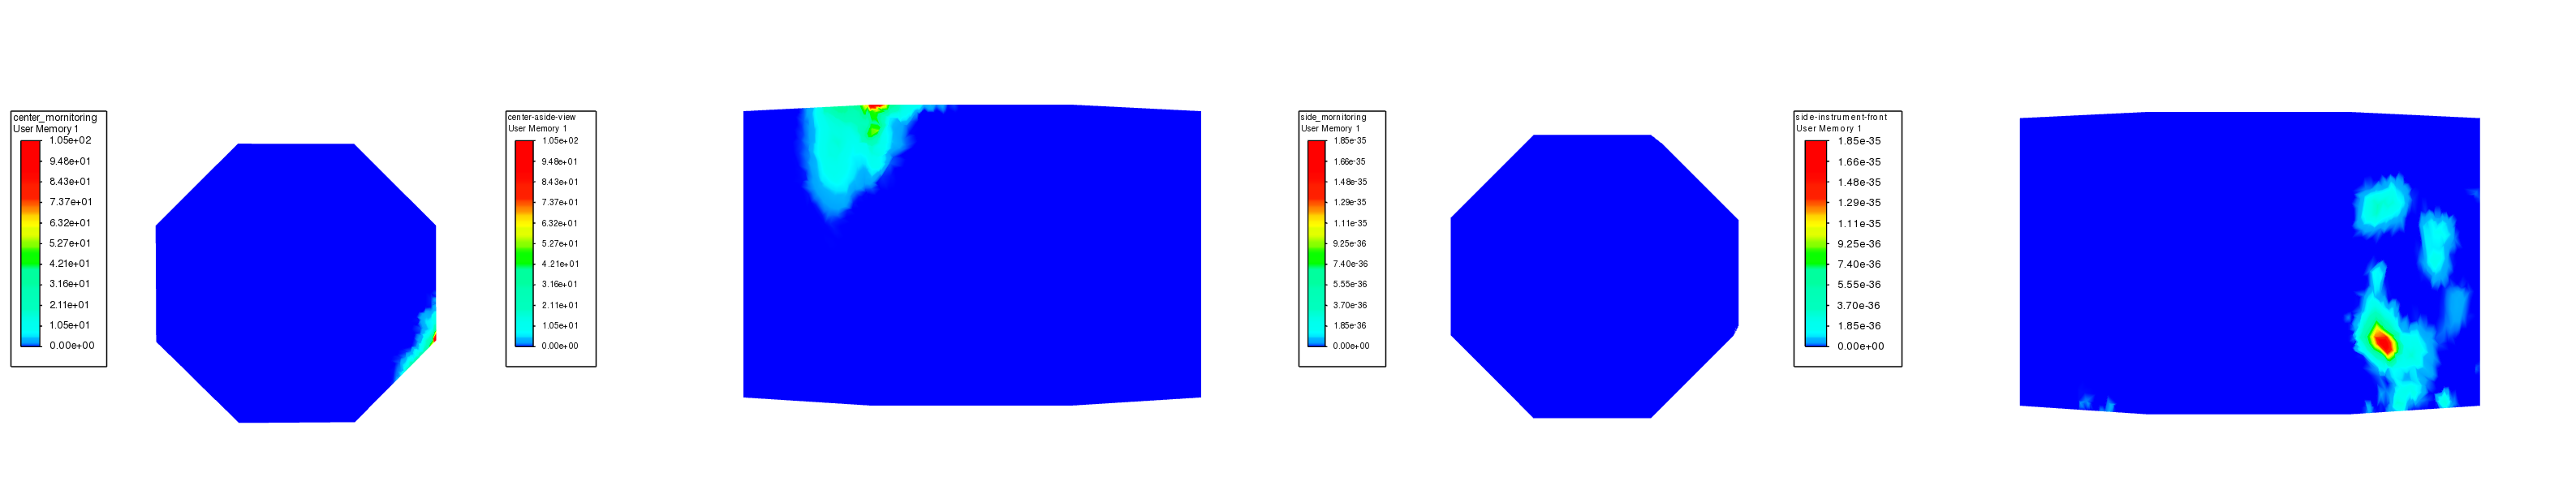 center_mornitoring
User Memory 1
1.05e+02
9.48e+01
8.43e+01
7.37e+01
6.32e+01
5.27e+01
4.21e+01
3.16e+01
2.11e+01
1.05e+01
0.00e+00
center-aside-view
User Memory 1
1.05e+02
9.48e+01
8.43e+01
7.37e+01
6.32e+01
5.27e+01
4.21e+01
3.16e+01
2.11e+01
1.05e+01
0.00e+00
side_mornitoring
User Memory 1
1.85e-35
1.66e-35
1.48e-35
1.29e-35
1.11e-35
9.25e-36
7.40e-36
5.55e-36
3.70e-36
1.85e-36
0.00e+00
side-instrument-front
User Memory 1
1.85e-35
1.66e-35
1.48e-35
1.29e-35
1.11e-35
9.25e-36
7.40e-36
5.55e-36
3.70e-36
1.85e-36
0.00e+00